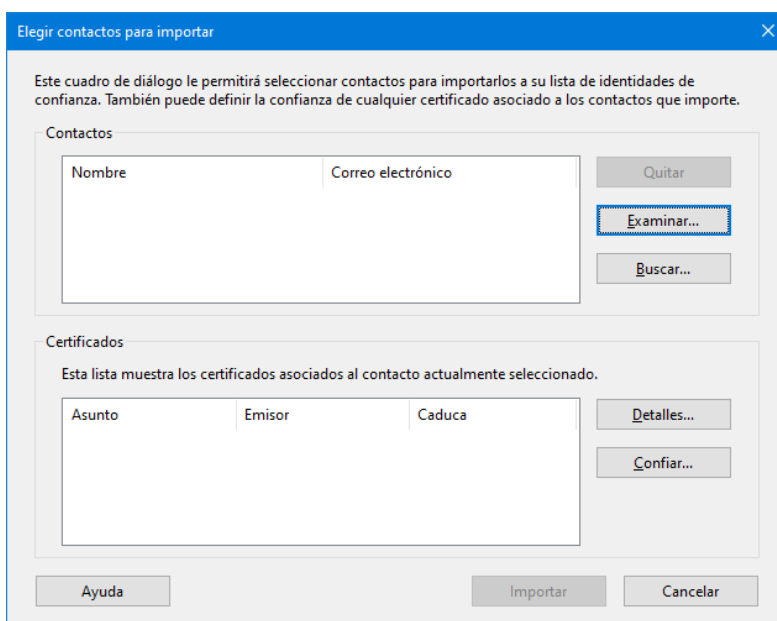 Elegir contactos para importar
Este cuadro de diálogo le permitirá seleccionar contactos para importarlos a su lista de identidades de
confianza. También puede definir la confianza de cualquier certificado asociado a los contactos que importe.
Contactos
Nombre Correo electrónico
Quitar
Examinar...
Buscar...
Certificados
Esta lista muestra los certificados asociados al contacto actualmente seleccionado.
Asunto Emisor Caduca
Detalles...
Confiar...
Ayuda Importar Cancelar